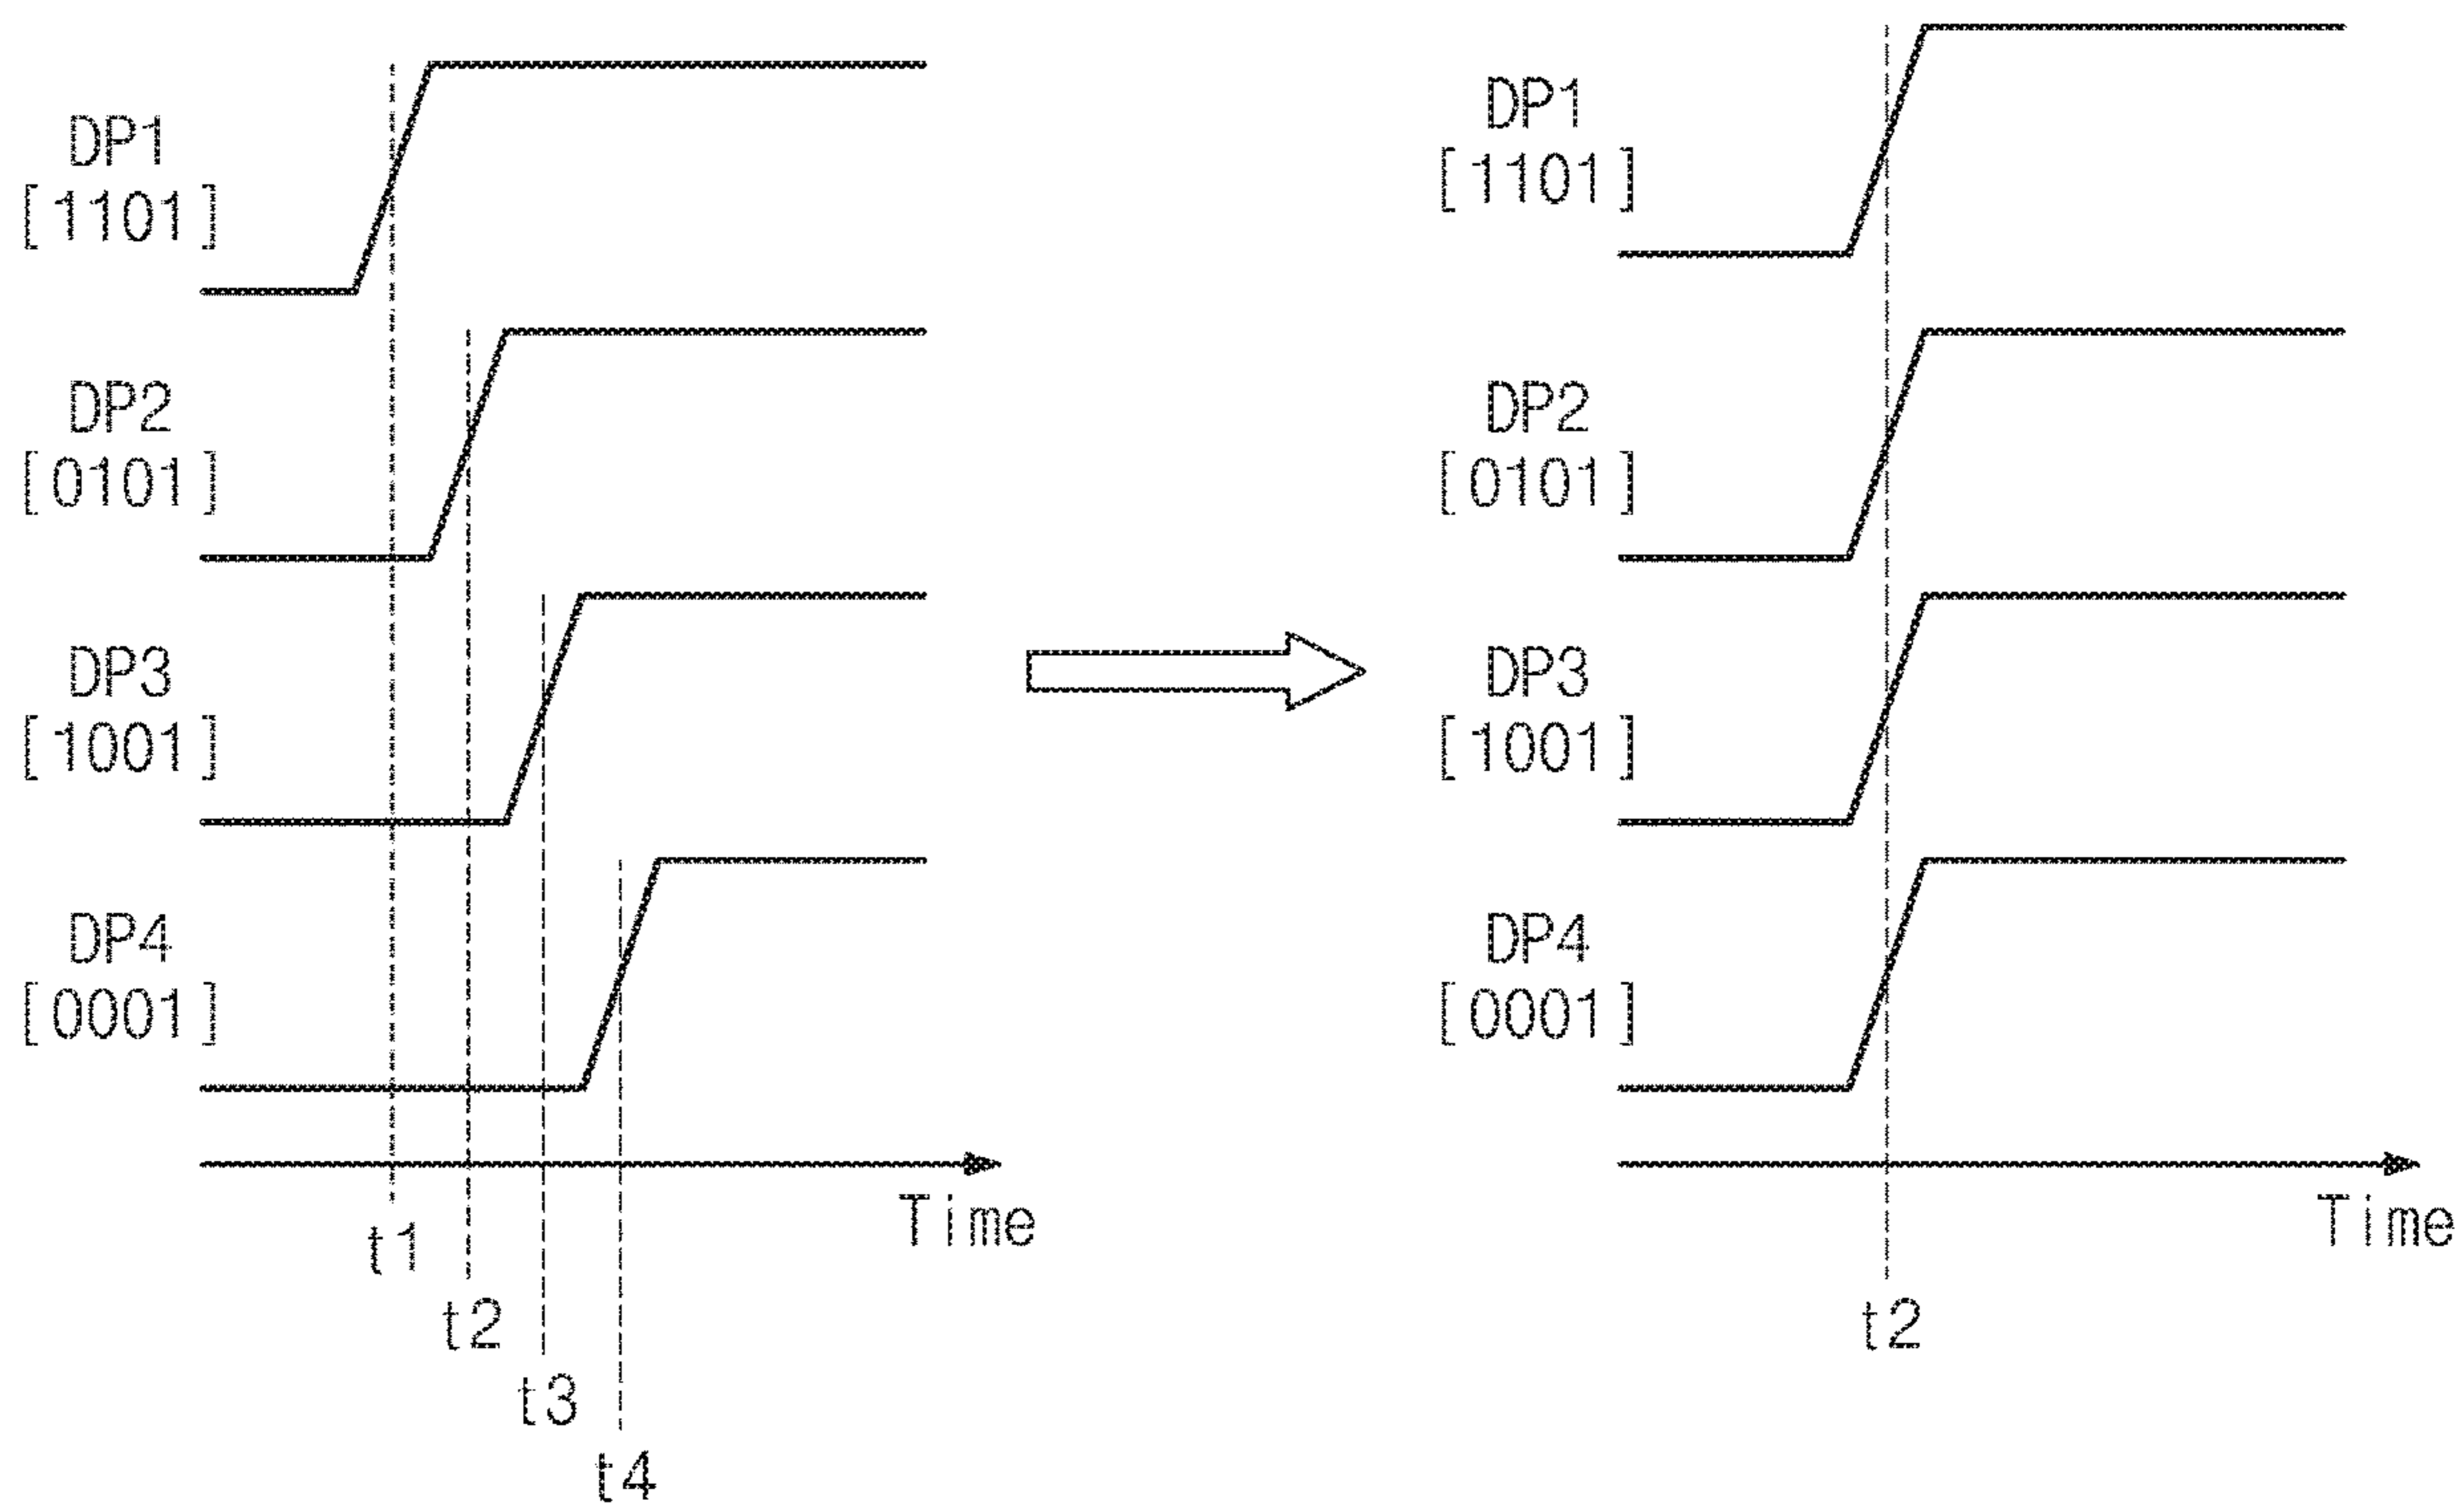 DP1
[1101]
DP2
[0101]
DP3
[1001]
DP4
[0001]
Time
t1
t2
t3
t4
DP1
[1101]
DP2
[0101]
DP3
[1001]
DP4
[0001]
Time
t2